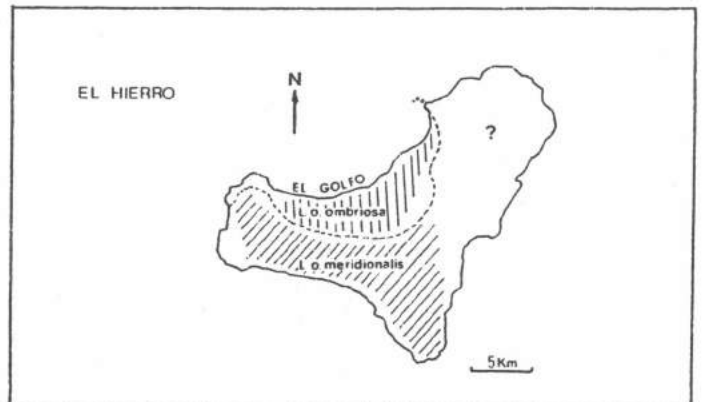 N
EL HIERRO
?
EL GOLFO
L. o. ombriosa
L. o. meridionalis
5 Km